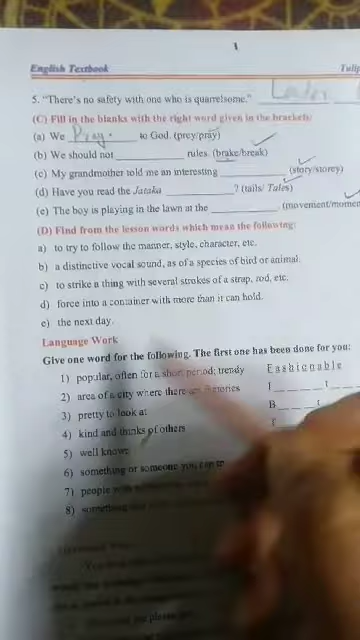 English Textbook Tulip
5. "There's no safety with one who is quarrelsome." Leader
(C) Fill in the blanks with the right word given in the brackets:
(a) We Pray. to God. (prey/pray)
(b) We should not ____________ rules. (brake/break)
(c) My grandmother told me an interesting ____________ (story/storey)
(d) Have you read the Jataka ____________? (tails/ Tales)
(e) The boy is playing in the lawn at the ____________. (movement/momen
(D) Find from the lesson words which mean the following:
a) to try to follow the manner, style, character, etc.
b) a distinctive vocal sound, as of a species of bird or animal.
c) to strike a thing with several strokes of a strap, rod, etc.
d) force into a container with more than it can hold.
e) the next day.
Language Work
Give one word for the following. The first one has been done for you:
1) popular, often for a short period; trendy Fashionable
2) area of a city where there are factories I____t__
3) pretty to look at B____t
4) kind and thinks of others
5) well known
6) something or someone you can tr
7) people
8) something